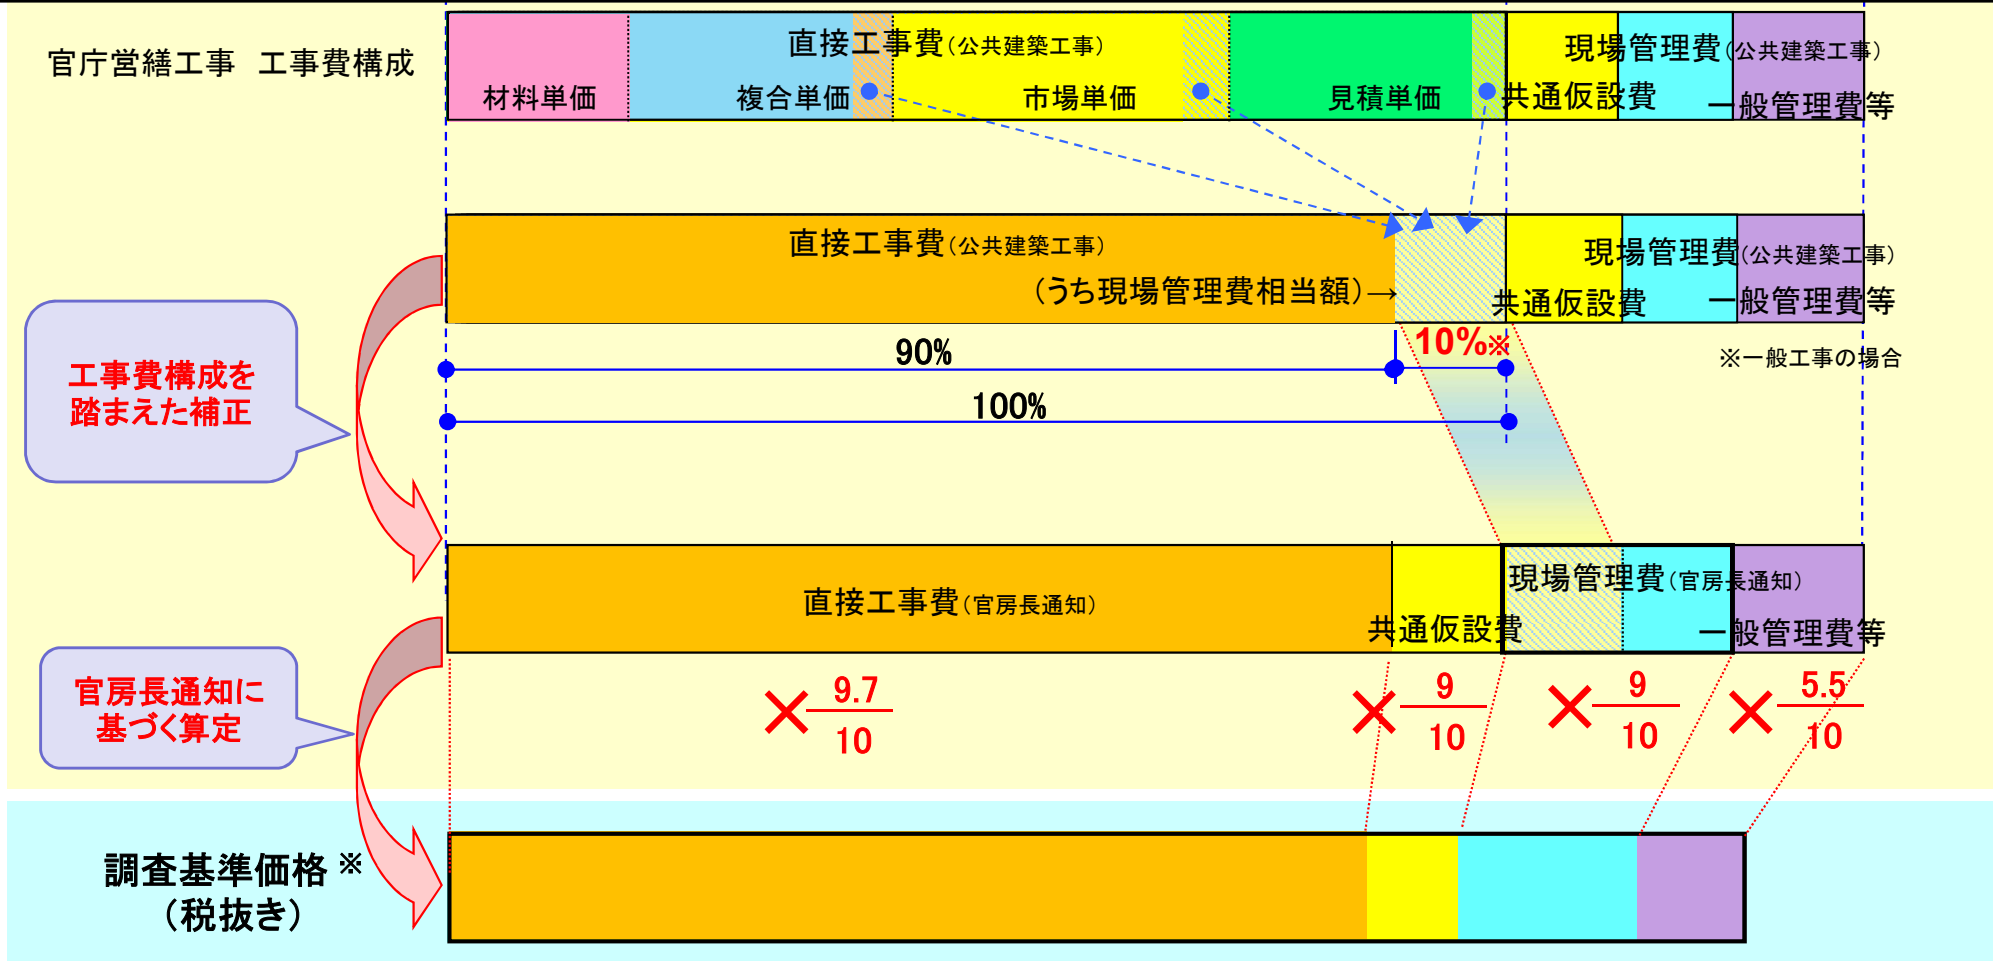 官庁営繕工事 工事費構成
直接工事費(公共建築工事)
現場管理費(公共建築工事)
材料単価
複合単価
市場単価
見積単価
共通仮設費
一般管理費等
直接工事費(公共建築工事)
現場管理費(公共建築工事)
(うち現場管理費相当額)→
共通仮設費
一般管理費等
90%
10%※
※一般工事の場合
100%
工事費構成を
踏まえた補正
直接工事費(官房長通知)
現場管理費(官房長通知)
共通仮設費
一般管理費等
官房長通知に
基づく算定
× 9.7
10
× 9
10
× 9
10
× 5.5
10
調査基準価格※
(税抜き)